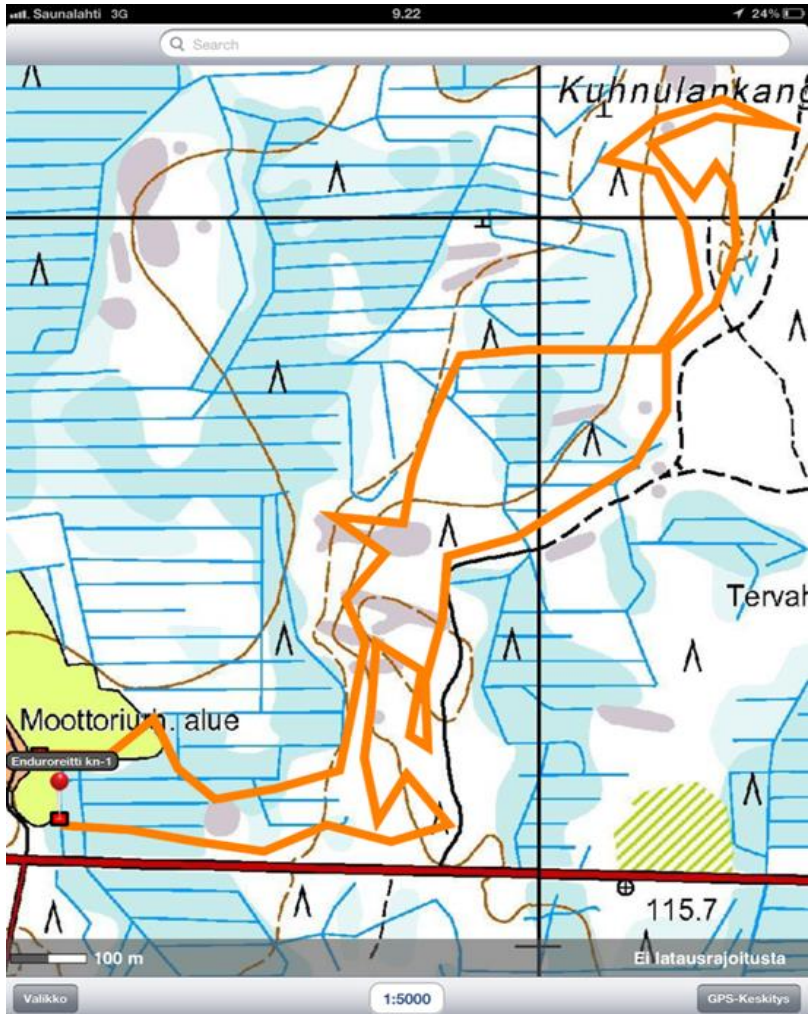 Saunalahti 3G 9.22 24%
Search
Kuhnulankang
Tervah
Moottoriurh. alue
Enduroreitti kn-1
115.7
100 m Ei latausrajoitusta
Valikko 1:5000 GPS-Keskitys